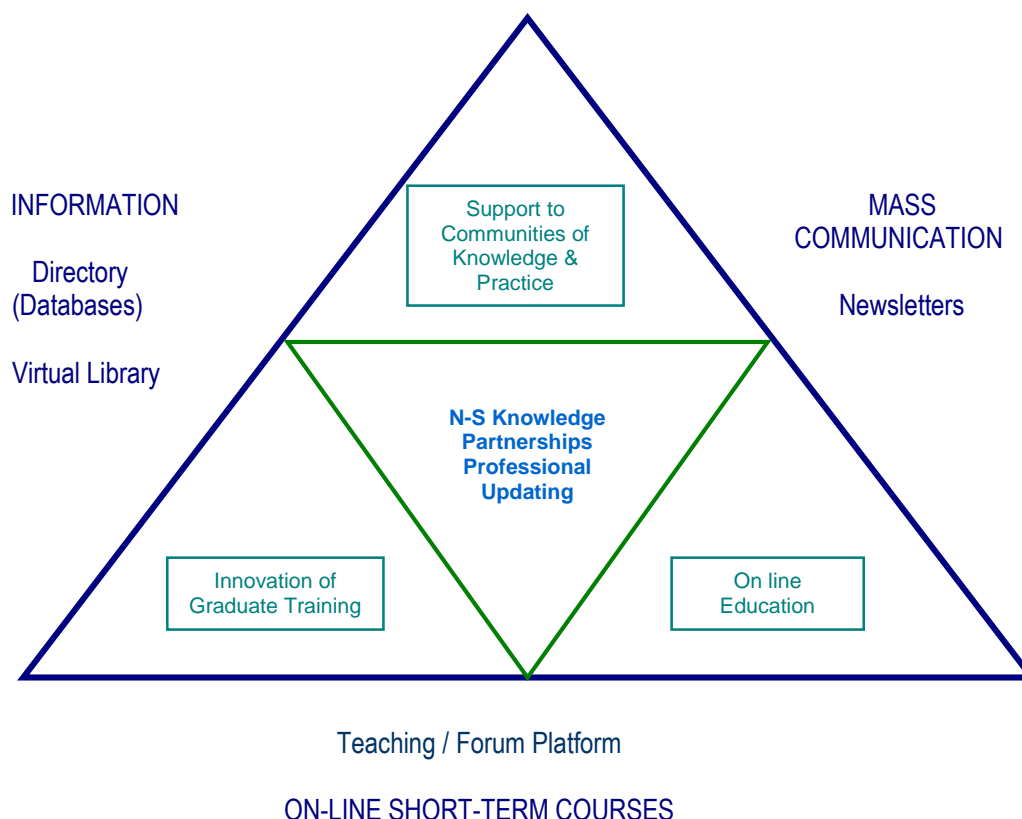 INFORMATION
Directory
(Databases)
Virtual Library
Support to
Communities of
Knowledge &
Practice
MASS
COMMUNICATION
Newsletters
N-S Knowledge
Partnerships
Professional
Updating
Innovation of
Graduate Training
On line
Education
Teaching / Forum Platform
ON-LINE SHORT-TERM COURSES